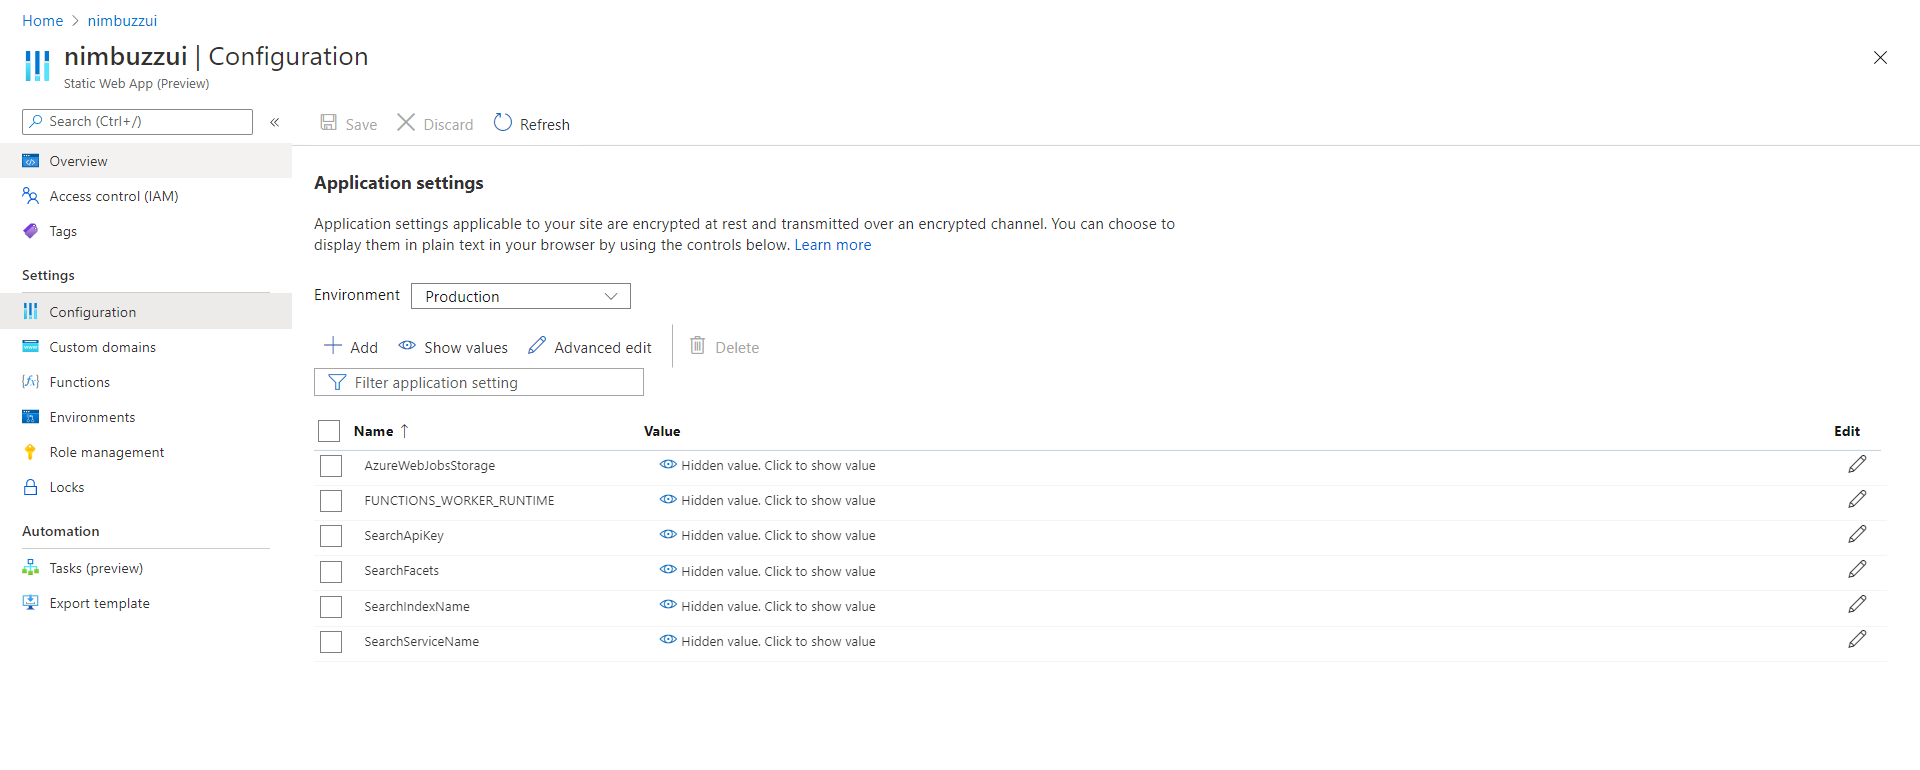 Home > nimbuzzui
nimbuzzui | Configuration
Static Web App (Preview)
Search (Ctrl+/)
«
Overview
Access control (IAM)
Tags
Settings
Configuration
Custom domains
Functions
Environments
Role management
Locks
Automation
Tasks (preview)
Export template
Save Discard Refresh
Application settings
Application settings applicable to your site are encrypted at rest and transmitted over an encrypted channel. You can choose to
display them in plain text in your browser by using the controls below. Learn more
Environment Production
Add Show values Advanced edit Delete
Filter application setting
Name ↑ Value Edit
AzureWebJobsStorage Hidden value. Click to show value
FUNCTIONS_WORKER_RUNTIME Hidden value. Click to show value
SearchApiKey Hidden value. Click to show value
SearchFacets Hidden value. Click to show value
SearchIndexName Hidden value. Click to show value
SearchServiceName Hidden value. Click to show value